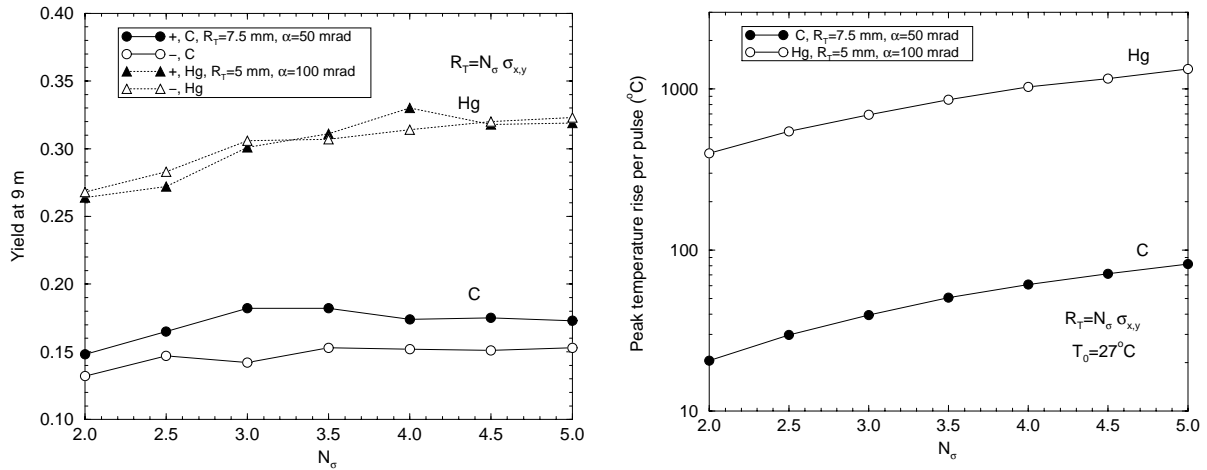 +, C, R_T=7.5 mm, α=50 mrad
−, C
+, Hg, R_T=5 mm, α=100 mrad
−, Hg
R_T=N_σ σ_x,y
Hg
C
0.40
0.35
0.30
0.25
0.20
0.15
0.10
Yield at 9 m
2.0 2.5 3.0 3.5 4.0 4.5 5.0
N_σ
C, R_T=7.5 mm, α=50 mrad
Hg, R_T=5 mm, α=100 mrad
Hg
C
R_T=N_σ σ_x,y
T_0=27°C
1000
100
10
Peak temperature rise per pulse (°C)
2.0 2.5 3.0 3.5 4.0 4.5 5.0
N_σ